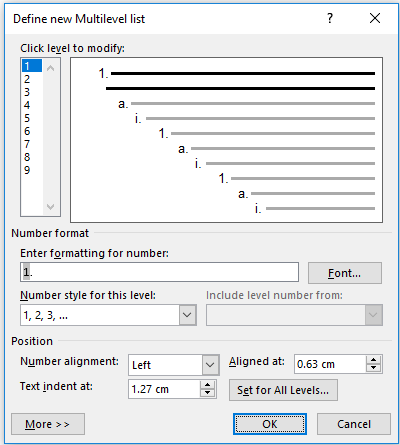 Define new Multilevel list ? ×
Click level to modify:
1
2
3
4
5
6
7
8
9
1.
a.
i.
1.
a.
i.
1.
a.
i.
Number format
Enter formatting for number:
1. Font...
Number style for this level: Include level number from:
1, 2, 3, ...
Position
Number alignment: Left Aligned at: 0.63 cm
Text indent at: 1.27 cm Set for All Levels...
More >> OK Cancel